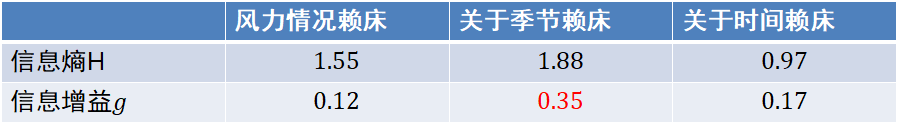 风力情况赖床 关于季节赖床 关于时间赖床
信息熵H 1.55 1.88 0.97
信息增益g 0.12 0.35 0.17